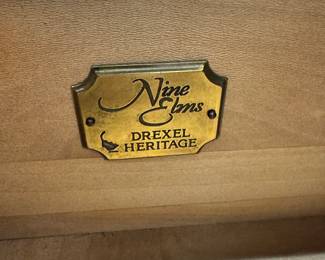 Nine
Elms
DREXEL
HERITAGE